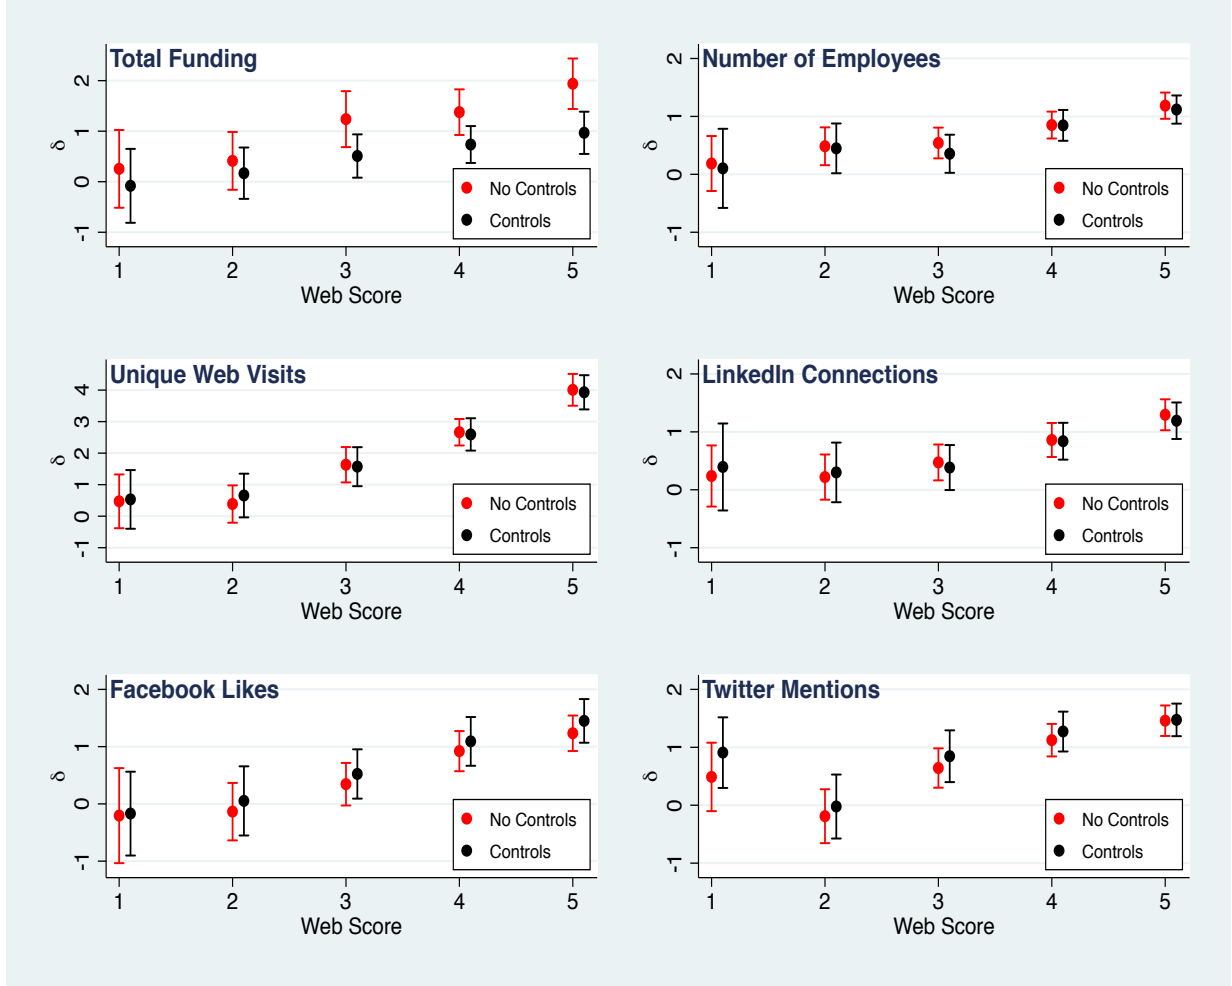 Total Funding
δ
2
1
0
-1
No Controls
Controls
1 2 3 4 5
Web Score
Number of Employees
δ
2
1
0
-1
No Controls
Controls
1 2 3 4 5
Web Score
Unique Web Visits
δ
4
3
2
1
0
-1
No Controls
Controls
1 2 3 4 5
Web Score
LinkedIn Connections
δ
2
1
0
-1
No Controls
Controls
1 2 3 4 5
Web Score
Facebook Likes
δ
2
1
0
-1
No Controls
Controls
1 2 3 4 5
Web Score
Twitter Mentions
δ
2
1
0
-1
No Controls
Controls
1 2 3 4 5
Web Score